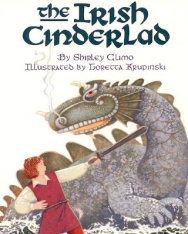 the Irish
Cinderlad
By Shirley Climo
Illustrated by Loretta Krupinski